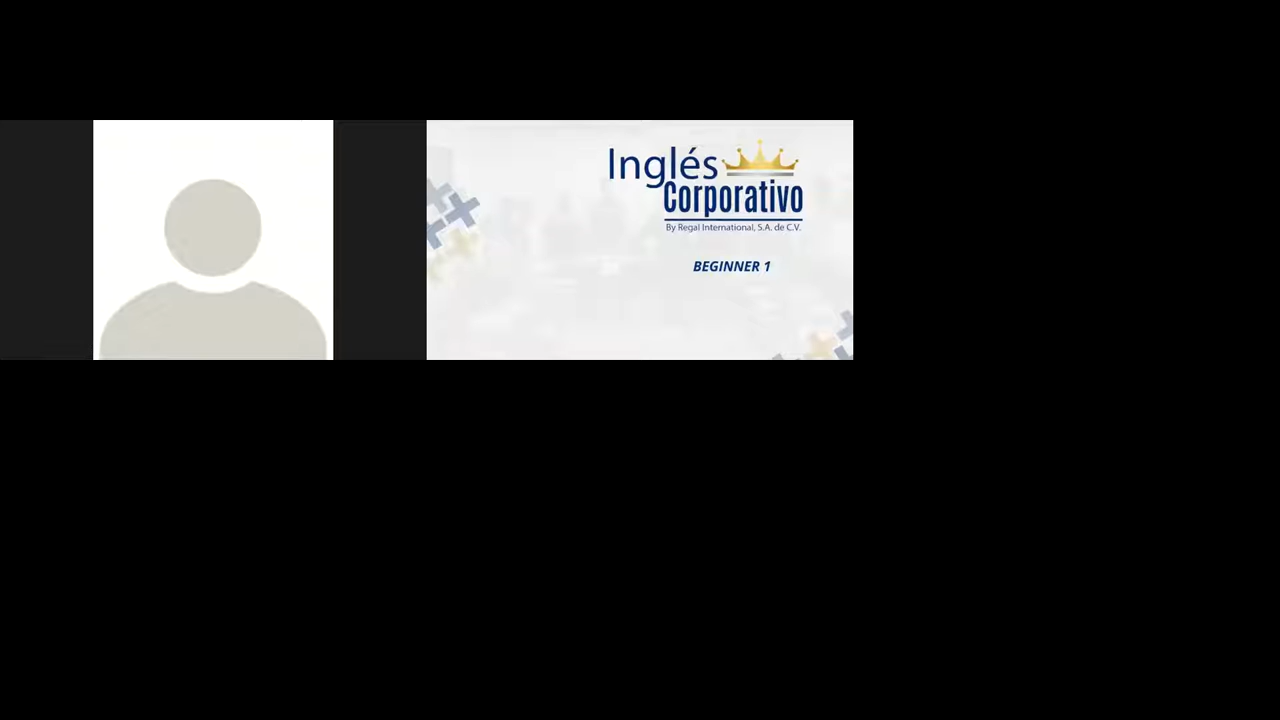 Inglés
Corporativo
By Regal International, S.A. de C.V.
BEGINNER 1